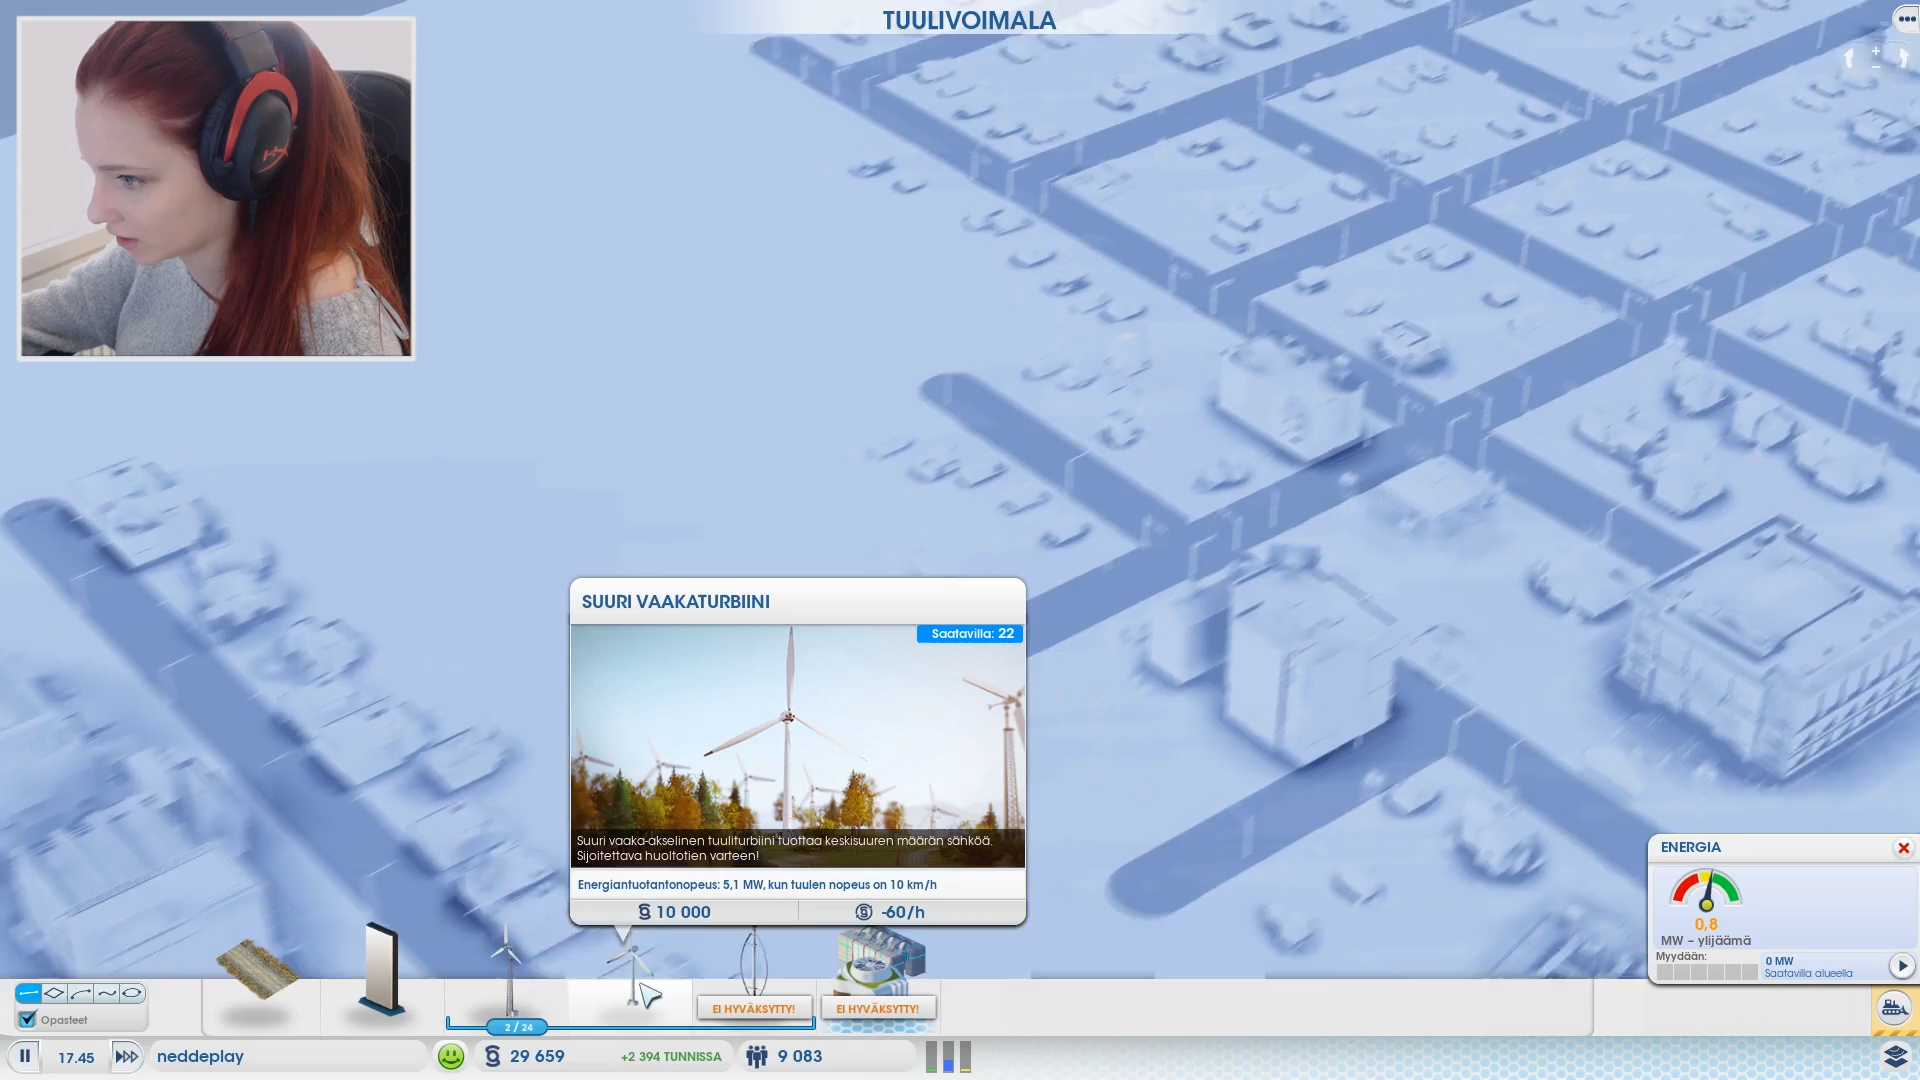 TUULIVOIMALA
SUURI VAAKATURBIINI
Saatavilla: 22
Suuri vaaka-akselinen tuuliturbiini tuottaa keskisuuren määrän sähköä.
Sijoitettava huoltotien varteen!
Energiantuotantonopeus: 5,1 MW, kun tuulen nopeus on 10 km/h
10 000
-60/h
ENERGIA
0,8
MW – ylijäämä
Myydään:
0 MW
Saatavilla alueella
Opasteet
EI HYVÄKSYTTY!
EI HYVÄKSYTTY!
2 / 24
17.45
neddeplay
29 659
+2 394 TUNNISSA
9 083